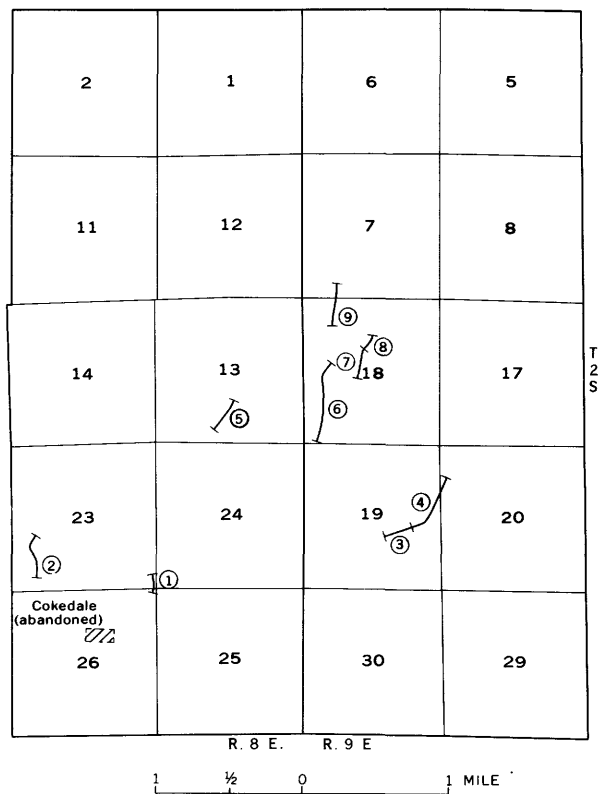 2 1 6 5
11 12 7 8
⑨
⑧
14 13 ⑦ 18 17
T
2
S
⑤ ⑥
④
23 24 19 20
③
②
①
Cokedale
(abandoned)
26 25 30 29
R. 8 E. R. 9 E
1 ½ 0 1 MILE